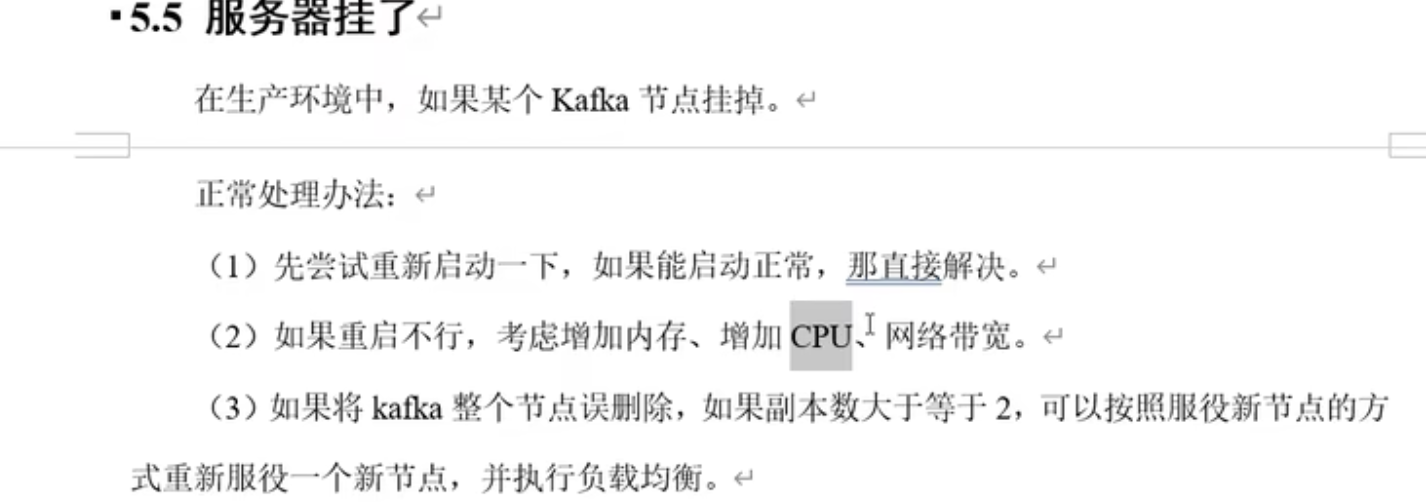 5.5 服务器挂了
在生产环境中，如果某个 Kafka 节点挂掉。
正常处理办法：
（1）先尝试重新启动一下，如果能启动正常，那直接解决。
（2）如果重启不行，考虑增加内存、增加 CPU、网络带宽。
（3）如果将 kafka 整个节点误删除，如果副本数大于等于 2，可以按照服役新节点的方
式重新服役一个新节点，并执行负载均衡。